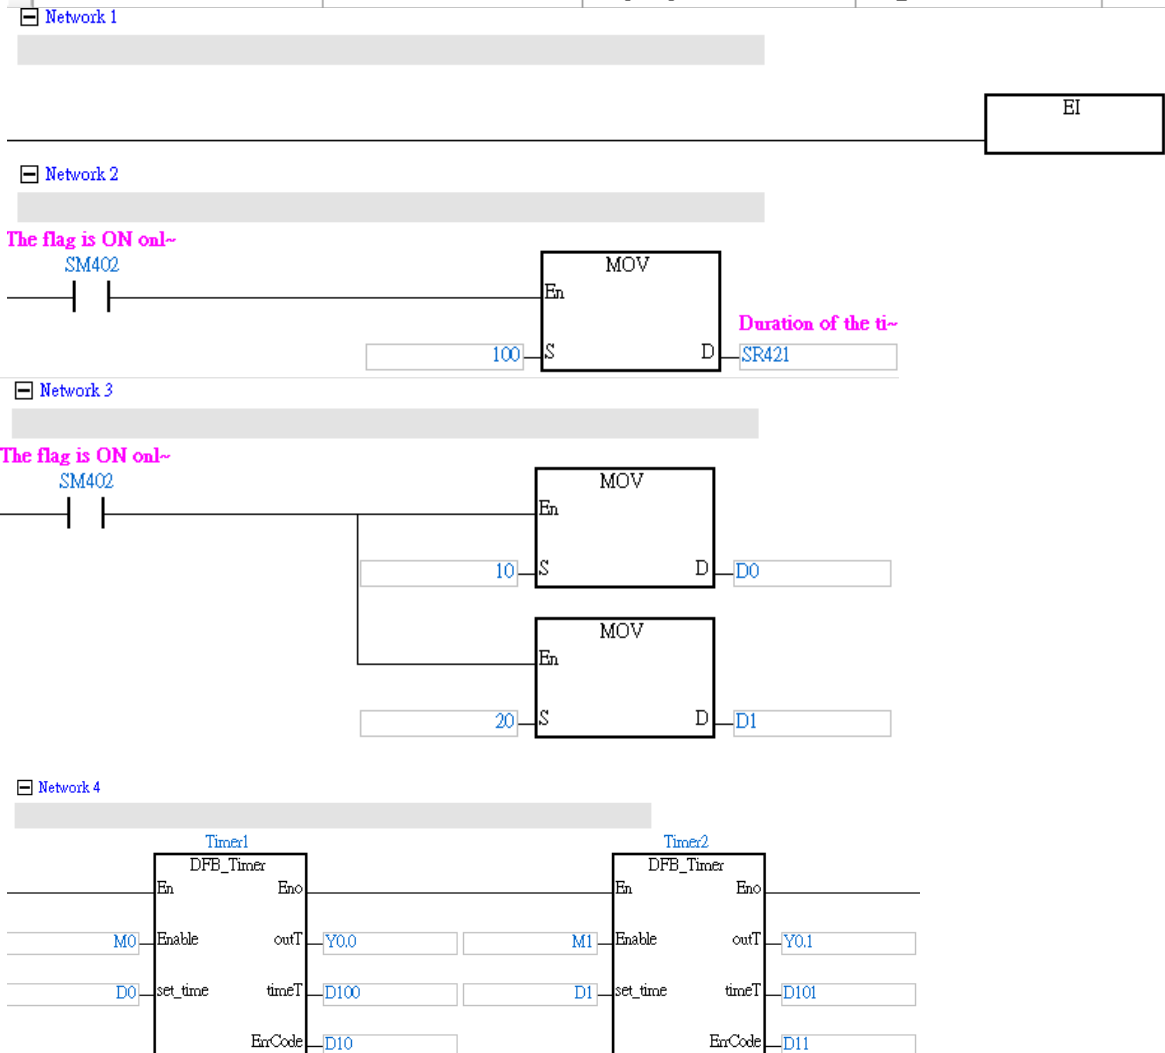 Network 1
EI
Network 2
The flag is ON onl~
SM402
MOV
En
Duration of the ti~
100 S D SR421
Network 3
The flag is ON onl~
SM402
MOV
En
10 S D D0
MOV
En
20 S D D1
Network 4
Timer1 Timer2
DFB_Timer DFB_Timer
En Eno En Eno
M0 Enable outT Y0.0 M1 Enable outT Y0.1
D0 set_time timeT D100 D1 set_time timeT D101
ErrCode D10 ErrCode D11